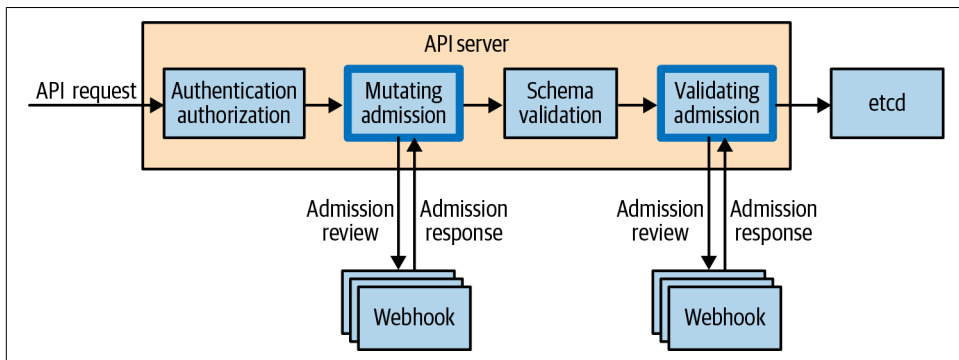 API server
API request
Authentication
authorization
Mutating
admission
Schema
validation
Validating
admission
etcd
Admission
review
Admission
response
Admission
review
Admission
response
Webhook
Webhook